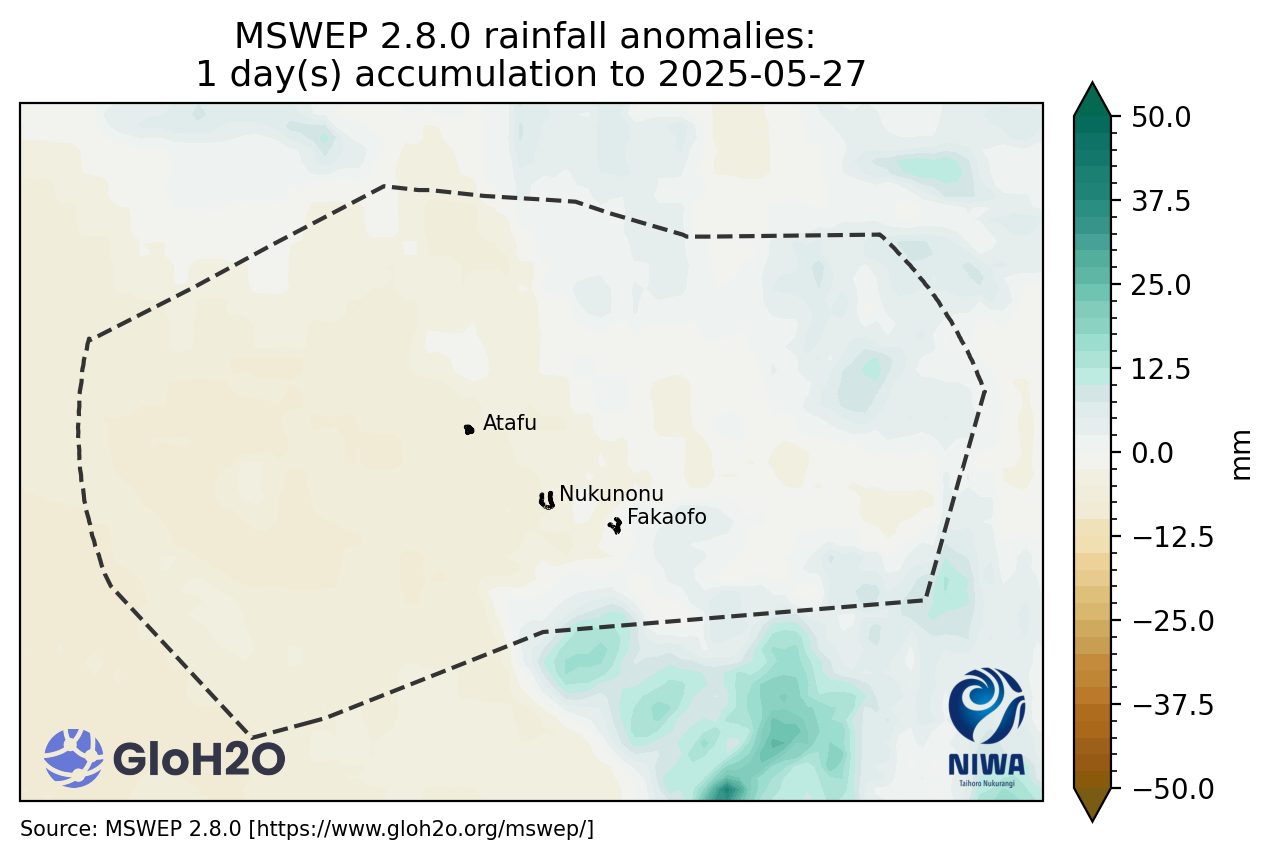 MSWEP 2.8.0 rainfall anomalies:
1 day(s) accumulation to 2025-05-27
50.0
37.5
25.0
12.5
0.0
−12.5
−25.0
−37.5
−50.0
mm
Atafu
Nukunonu
Fakaofo
GloH2O
NIWA
Taihoro Nukurangi
Source: MSWEP 2.8.0 [https://www.gloh2o.org/mswep/]